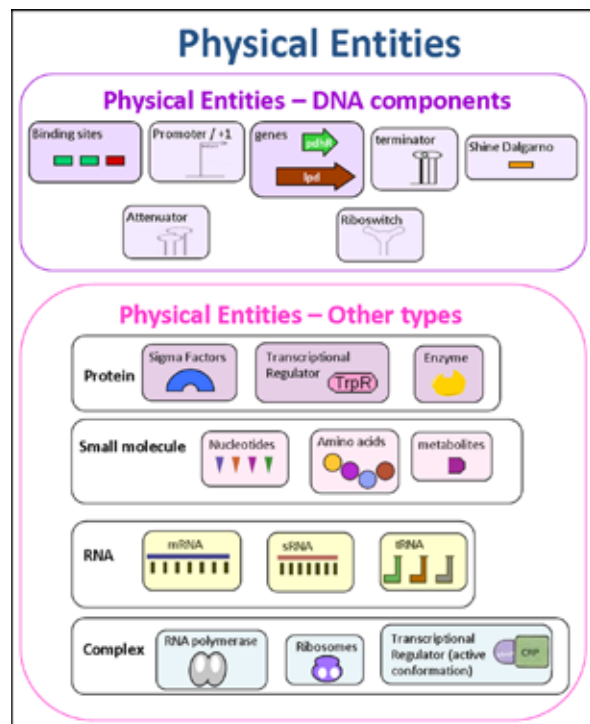 Physical Entities
Physical Entities – DNA components
Binding sites
Promoter / +1
genes
pdhR
lpd
terminator
Shine Dalgarno
Attenuator
Riboswitch
Physical Entities – Other types
Protein
Sigma Factors
Transcriptional
Regulator
TrpR
Enzyme
Small molecule
Nucleotides
Amino acids
metabolites
RNA
mRNA
sRNA
tRNA
Complex
RNA polymerase
Ribosomes
Transcriptional
Regulator (active
conformation)
CRP